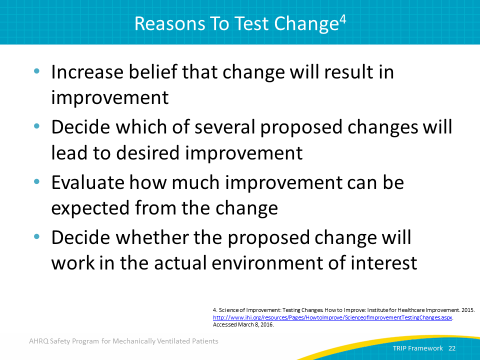 Reasons To Test Change4
• Increase belief that change will result in
improvement
• Decide which of several proposed changes will
lead to desired improvement
• Evaluate how much improvement can be
expected from the change
• Decide whether the proposed change will
work in the actual environment of interest
4. Science of Improvement: Testing Changes. How to Improve: Institute for Healthcare Improvement. 2015.
http://www.ihi.org/resources/Pages/HowtoImprove/ScienceofImprovementTestingChanges.aspx.
Accessed March 8, 2016.
AHRQ Safety Program for Mechanically Ventilated Patients
TRIP Framework 22